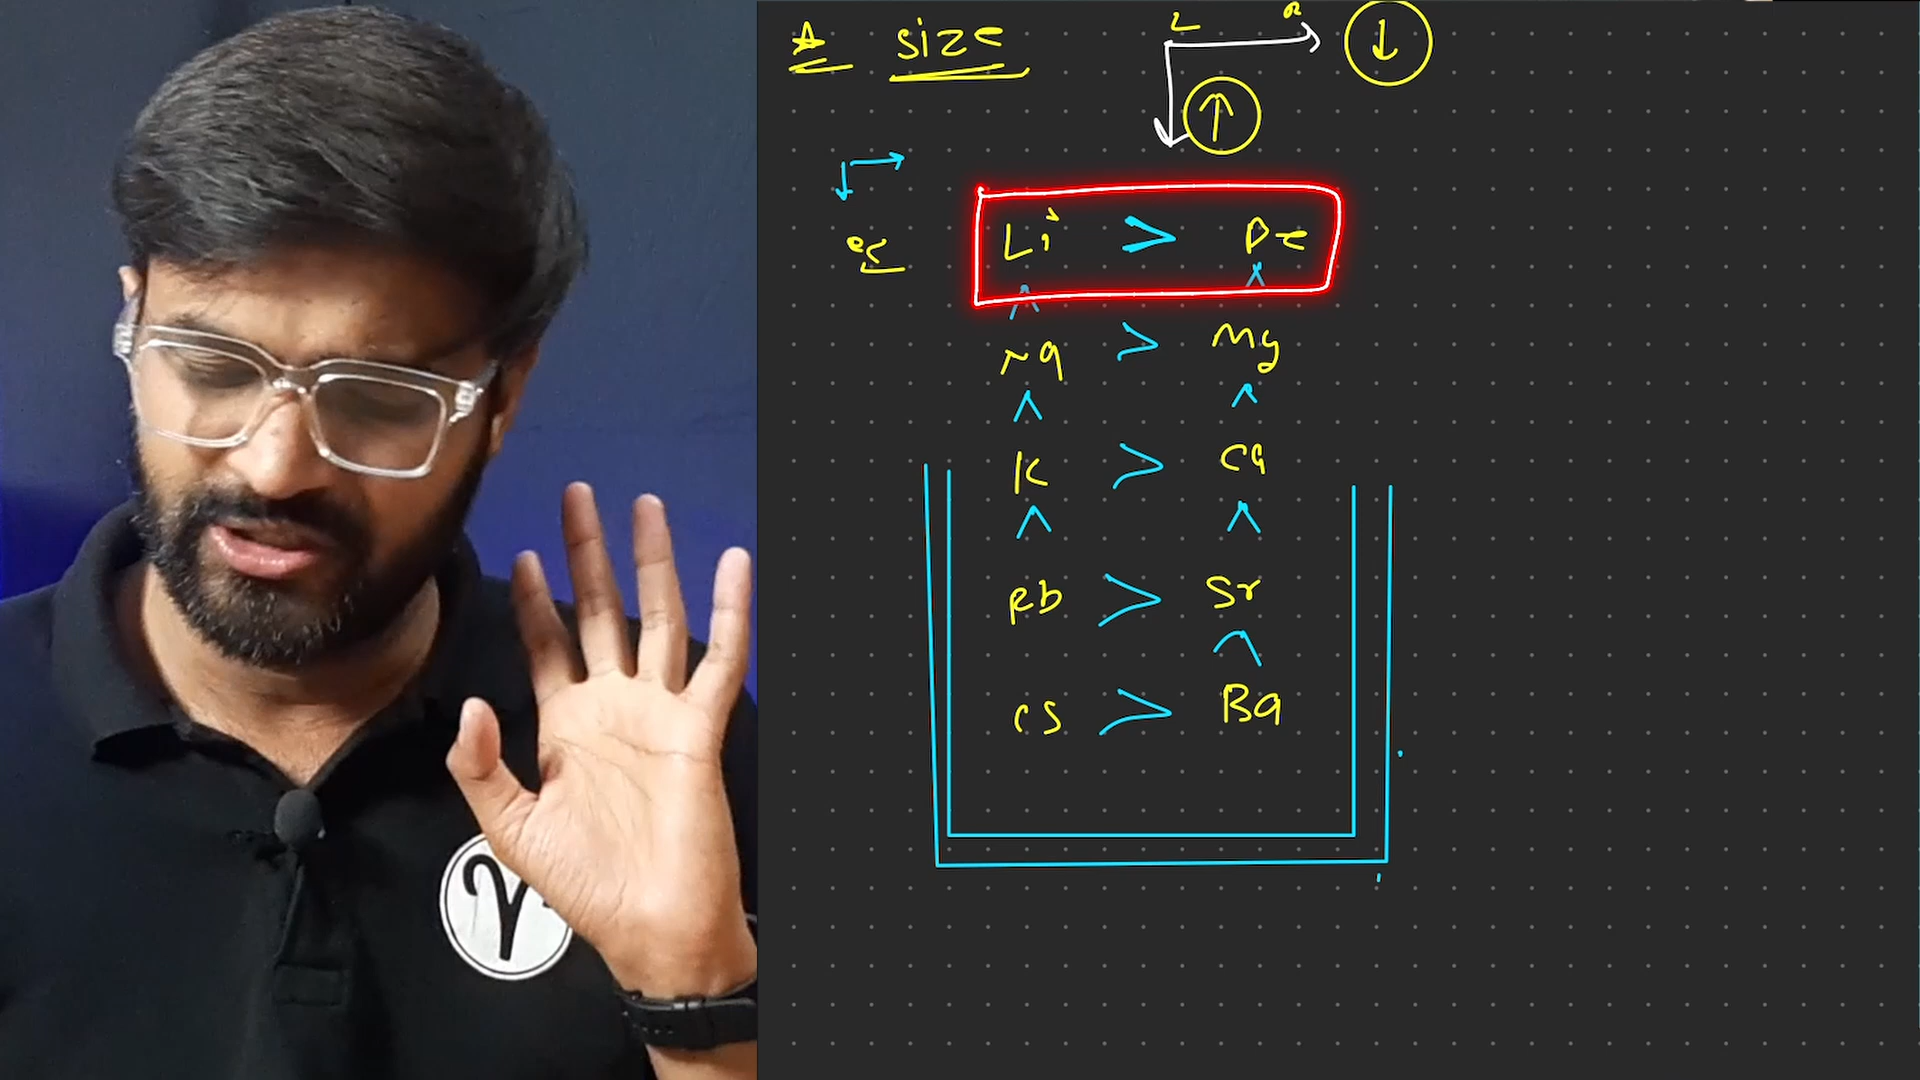 size
L R
Li > Be
Na > Mg
K > Ca
Rb > Sr
Cs > Ba